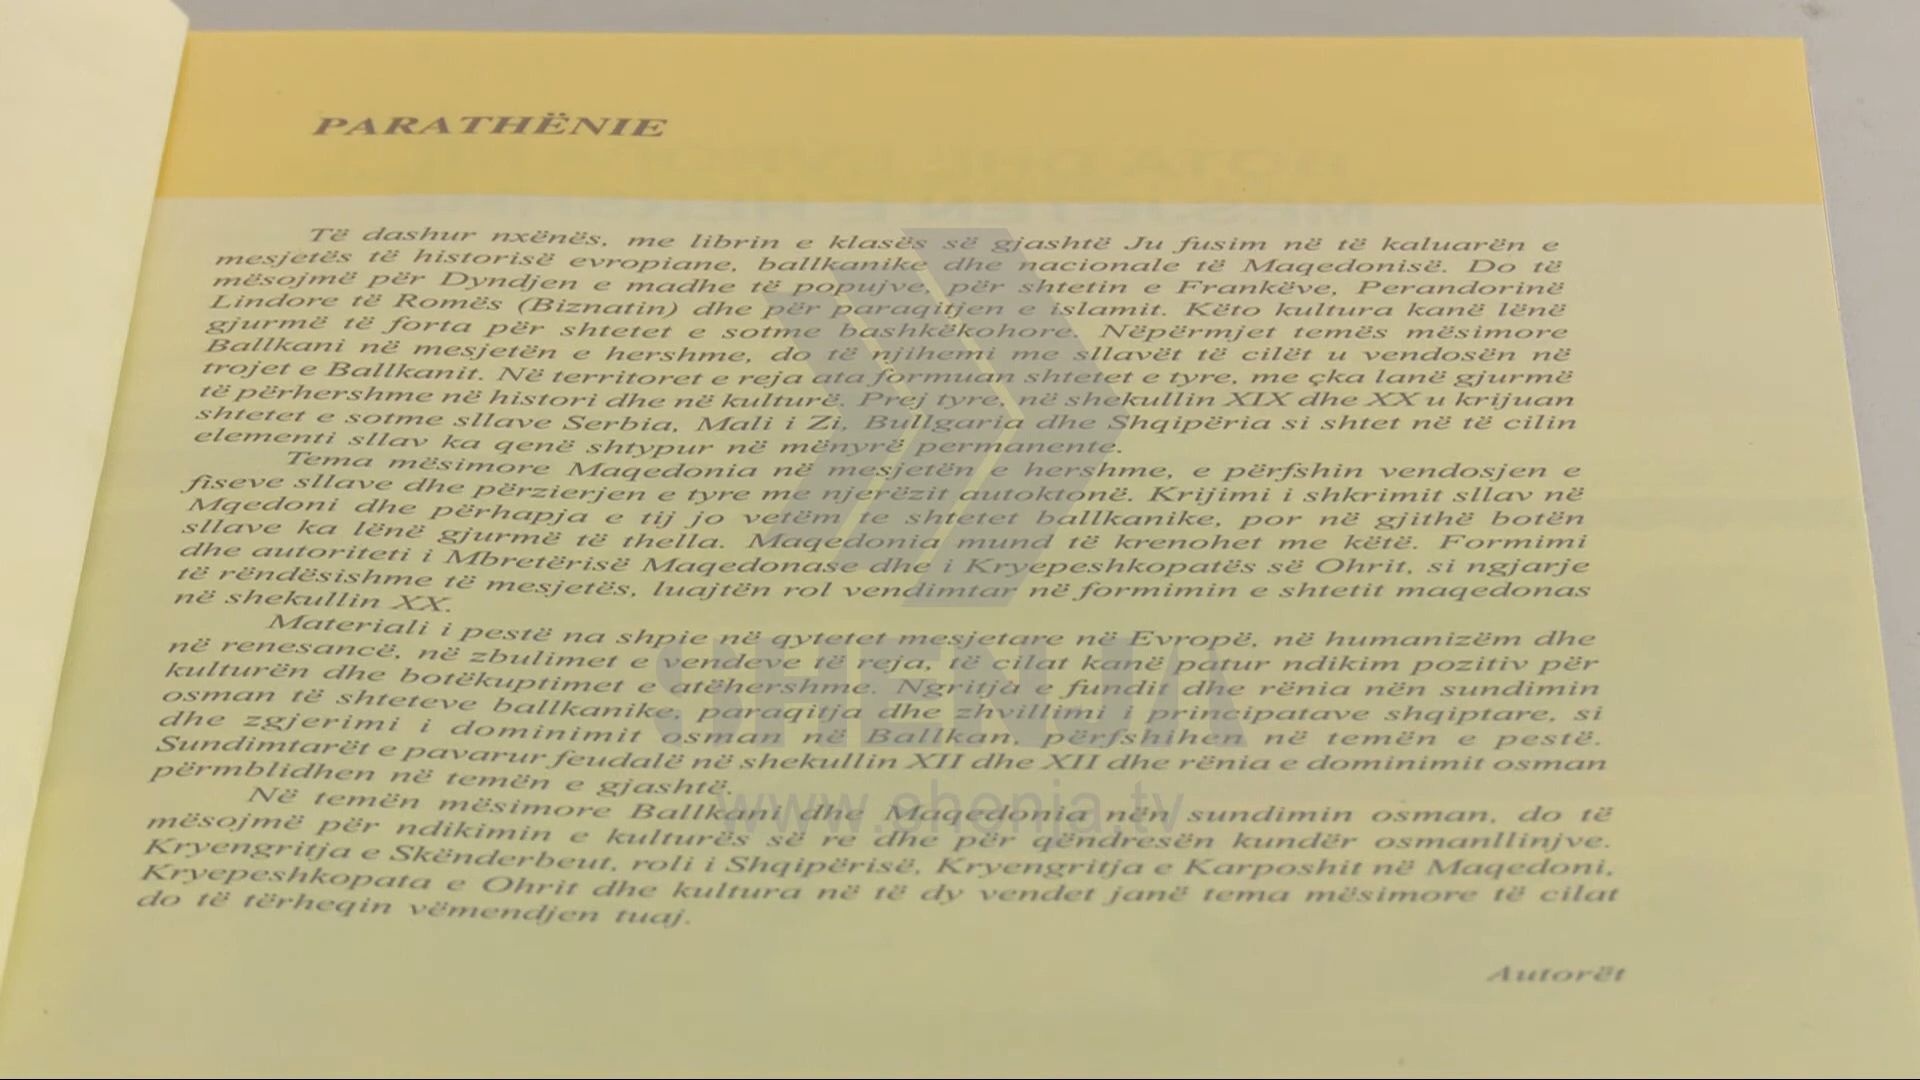 PARATHËNIE
Të dashur nxënës, me librin e klasës së gjashtë Ju fusim në të kaluarën e
mesjetës të historisë evropiane, ballkanike dhe nacionale të Maqedonisë. Do të
mësojmë për Dyndjen e madhe të popujve, për shtetin e Frankëve, Perandorinë
Lindore të Romës (Biznatin) dhe për paraqitjen e islamit. Këto kultura kanë lënë
gjurmë të forta për shtetet e sotme bashkëkohore. Nëpërmjet temës mësimore
Ballkani në mesjetën e hershme, do të njihemi me sllavët të cilët u vendosën në
trojet e Ballkanit. Në territoret e reja ata formuan shtetet e tyre, me çka lanë gjurmë
të përhershme në histori dhe në kulturë. Prej tyre, në shekullin XIX dhe XX u krijuan
shtetet e sotme sllave Serbia, Mali i Zi, Bullgaria dhe Shqipëria si shtet në të cilin
elementi sllav ka qenë shtypur në mënyrë permanente.
Tema mësimore Maqedonia në mesjetën e hershme, e përfshin vendosjen e
fiseve sllave dhe përzierjen e tyre me njerëzit autoktonë. Krijimi i shkrimit sllav në
Mqedoni dhe përhapja e tij jo vetëm te shtetet ballkanike, por në gjithë botën
sllave ka lënë gjurmë të thella. Maqedonia mund të krenohet me këtë. Formimi
dhe autoriteti i Mbretërisë Maqedonase dhe i Kryepeshkopatës së Ohrit, si ngjarje
të rëndësishme të mesjetës, luajtën rol vendimtar në formimin e shtetit maqedonas
në shekullin XX.
Materiali i pestë na shpie në qytetet mesjetare në Evropë, në humanizëm dhe
në renesancë, në zbulimet e vendeve të reja, të cilat kanë patur ndikim pozitiv për
kulturën dhe botëkuptimet e atëhershme. Ngritja e fundit dhe rënia nën sundimin
osman të shteteve ballkanike, paraqitja dhe zhvillimi i principatave shqiptare, si
dhe zgjerimi i dominimit osman në Ballkan, përfshihen në temën e pestë.
Sundimtarët e pavarur feudalë në shekullin XII dhe XII dhe rënia e dominimit osman
përmblidhen në temën e gjashtë.
Në temën mësimore Ballkani dhe Maqedonia nën sundimin osman, do të
mësojmë për ndikimin e kulturës së re dhe për qëndresën kundër osmanllinjve.
Kryengritja e Skënderbeut, roli i Shqipërisë, Kryengritja e Karposhit në Maqedoni,
Kryepeshkopata e Ohrit dhe kultura në të dy vendet janë tema mësimore të cilat
do të tërheqin vëmendjen tuaj.
Autorët
SHENJA
www.shenja.tv